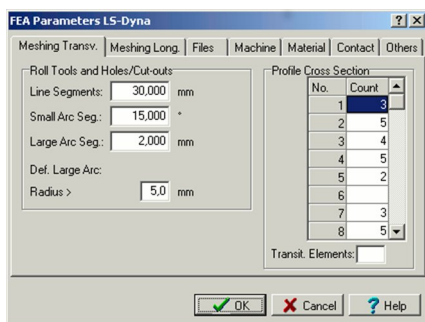 FEA Parameters LS-Dyna
Meshing Transv. Meshing Long. Files Machine Material Contact Others
Roll Tools and Holes/Cut-outs
Line Segments: 30,000 mm
Small Arc Seg.: 15,000 °
Large Arc Seg.: 2,000 mm
Def. Large Arc:
Radius > 5,0 mm
Profile Cross Section
No. Count
1 3
2 5
3 4
4 5
5 2
6
7 3
8 5
Transit. Elements:
OK Cancel ? Help